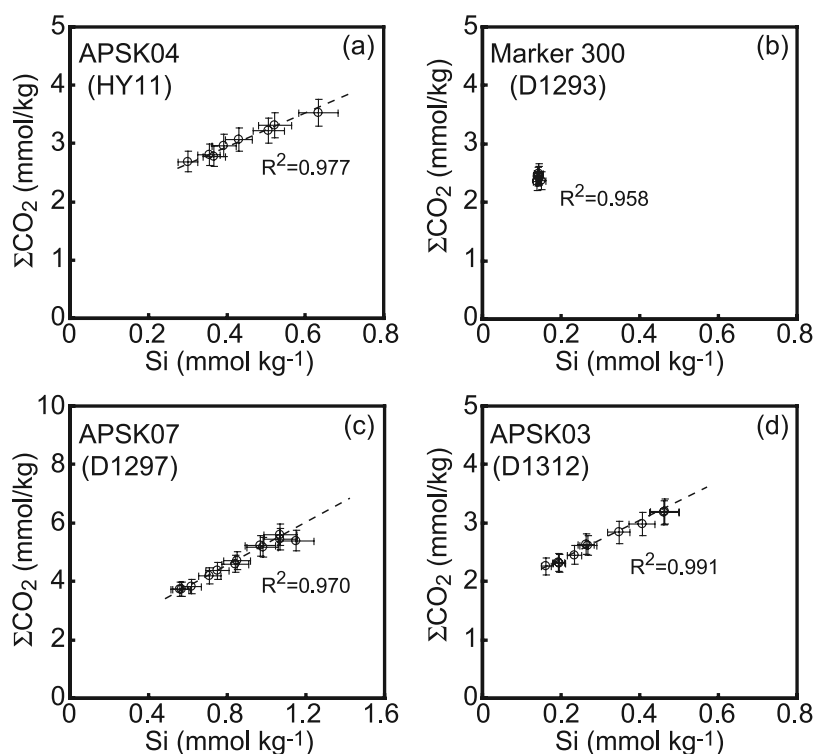 APSK04
(HY11)
(a)
5
4
3
2
1
0
ΣCO2 (mmol/kg)
R2=0.977
0 0.2 0.4 0.6 0.8
Si (mmol kg-1)
Marker 300
(D1293)
(b)
5
4
3
2
1
0
ΣCO2 (mmol/kg)
R2=0.958
0 0.2 0.4 0.6 0.8
Si (mmol kg-1)
APSK07
(D1297)
(c)
10
8
6
4
2
0
ΣCO2 (mmol/kg)
R2=0.970
0 0.4 0.8 1.2 1.6
Si (mmol kg-1)
APSK03
(D1312)
(d)
5
4
3
2
1
0
ΣCO2 (mmol/kg)
R2=0.991
0 0.2 0.4 0.6 0.8
Si (mmol kg-1)